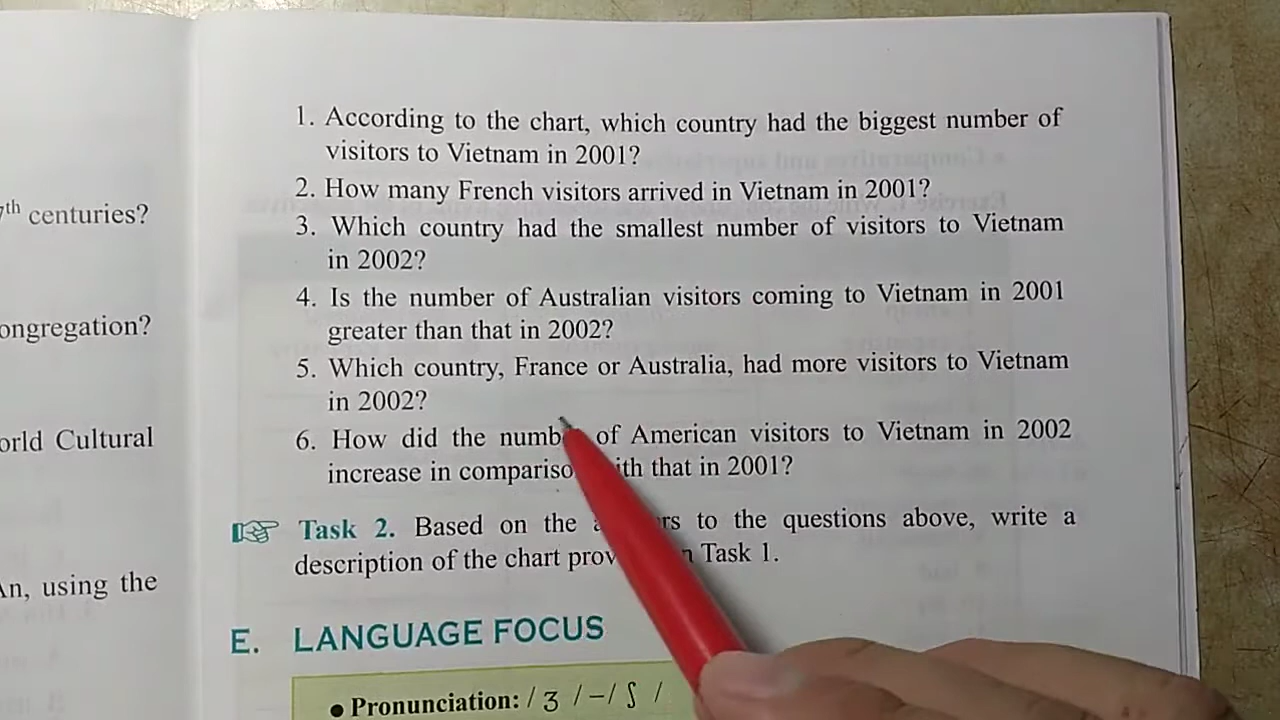 1. According to the chart, which country had the biggest number of
visitors to Vietnam in 2001?
2. How many French visitors arrived in Vietnam in 2001?
3. Which country had the smallest number of visitors to Vietnam
in 2002?
4. Is the number of Australian visitors coming to Vietnam in 2001
greater than that in 2002?
5. Which country, France or Australia, had more visitors to Vietnam
in 2002?
6. How did the numb of American visitors to Vietnam in 2002
increase in compariso ith that in 2001?
Task 2. Based on the a rs to the questions above, write a
description of the chart prov n Task 1.
E. LANGUAGE FOCUS
• Pronunciation: / ʒ / – / ʃ /
7th centuries?
ongregation?
orld Cultural
An, using the